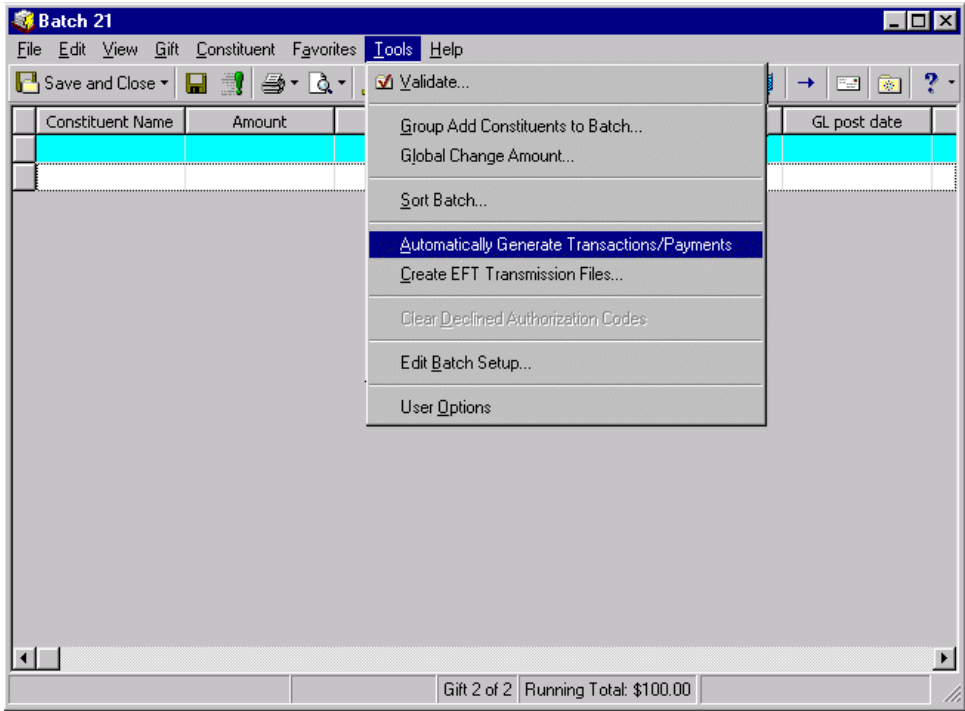 Batch 21
File Edit View Gift Constituent Favorites Tools Help
Save and Close ?
Validate...
Constituent Name Amount GL post date
Group Add Constituents to Batch...
Global Change Amount...
Sort Batch...
Automatically Generate Transactions/Payments
Create EFT Transmission Files...
Clear Declined Authorization Codes
Edit Batch Setup...
User Options
Gift 2 of 2 Running Total: $100.00